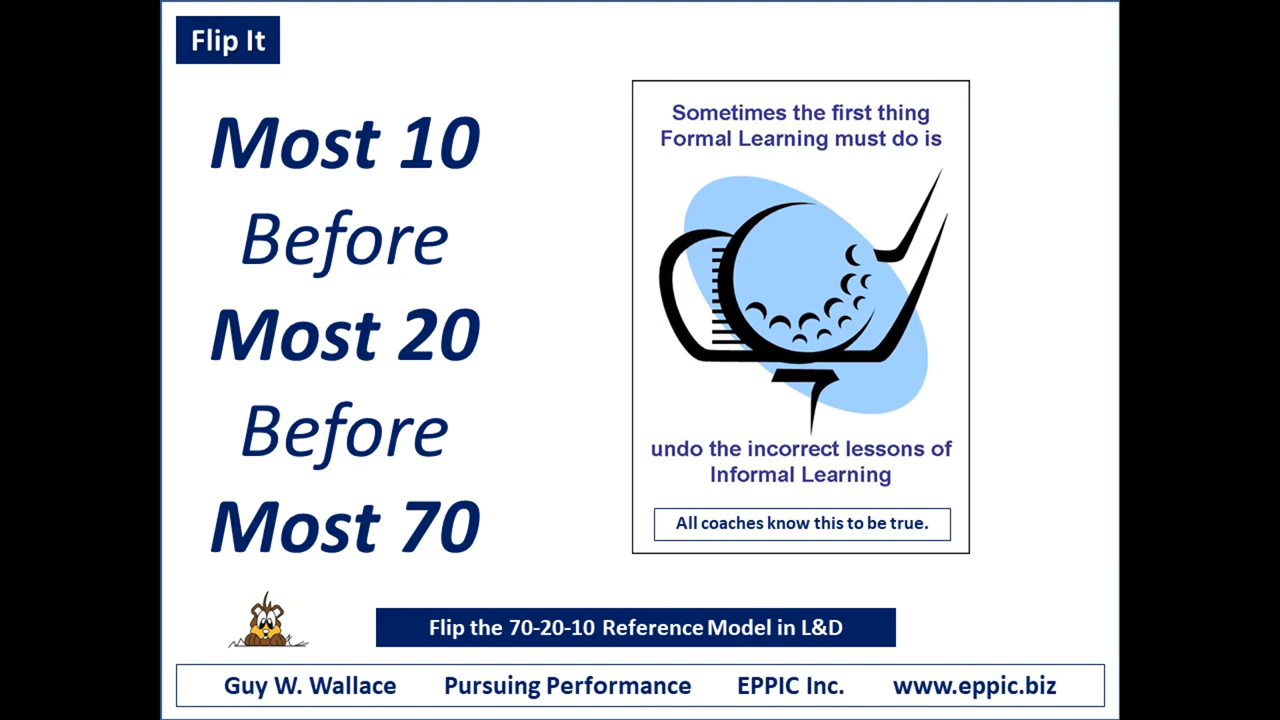 Flip It
Most 10
Before
Most 20
Before
Most 70
Sometimes the first thing
Formal Learning must do is
undo the incorrect lessons of
Informal Learning
All coaches know this to be true.
Flip the 70-20-10 Reference Model in L&D
Guy W. Wallace Pursuing Performance EPPIC Inc. www.eppic.biz